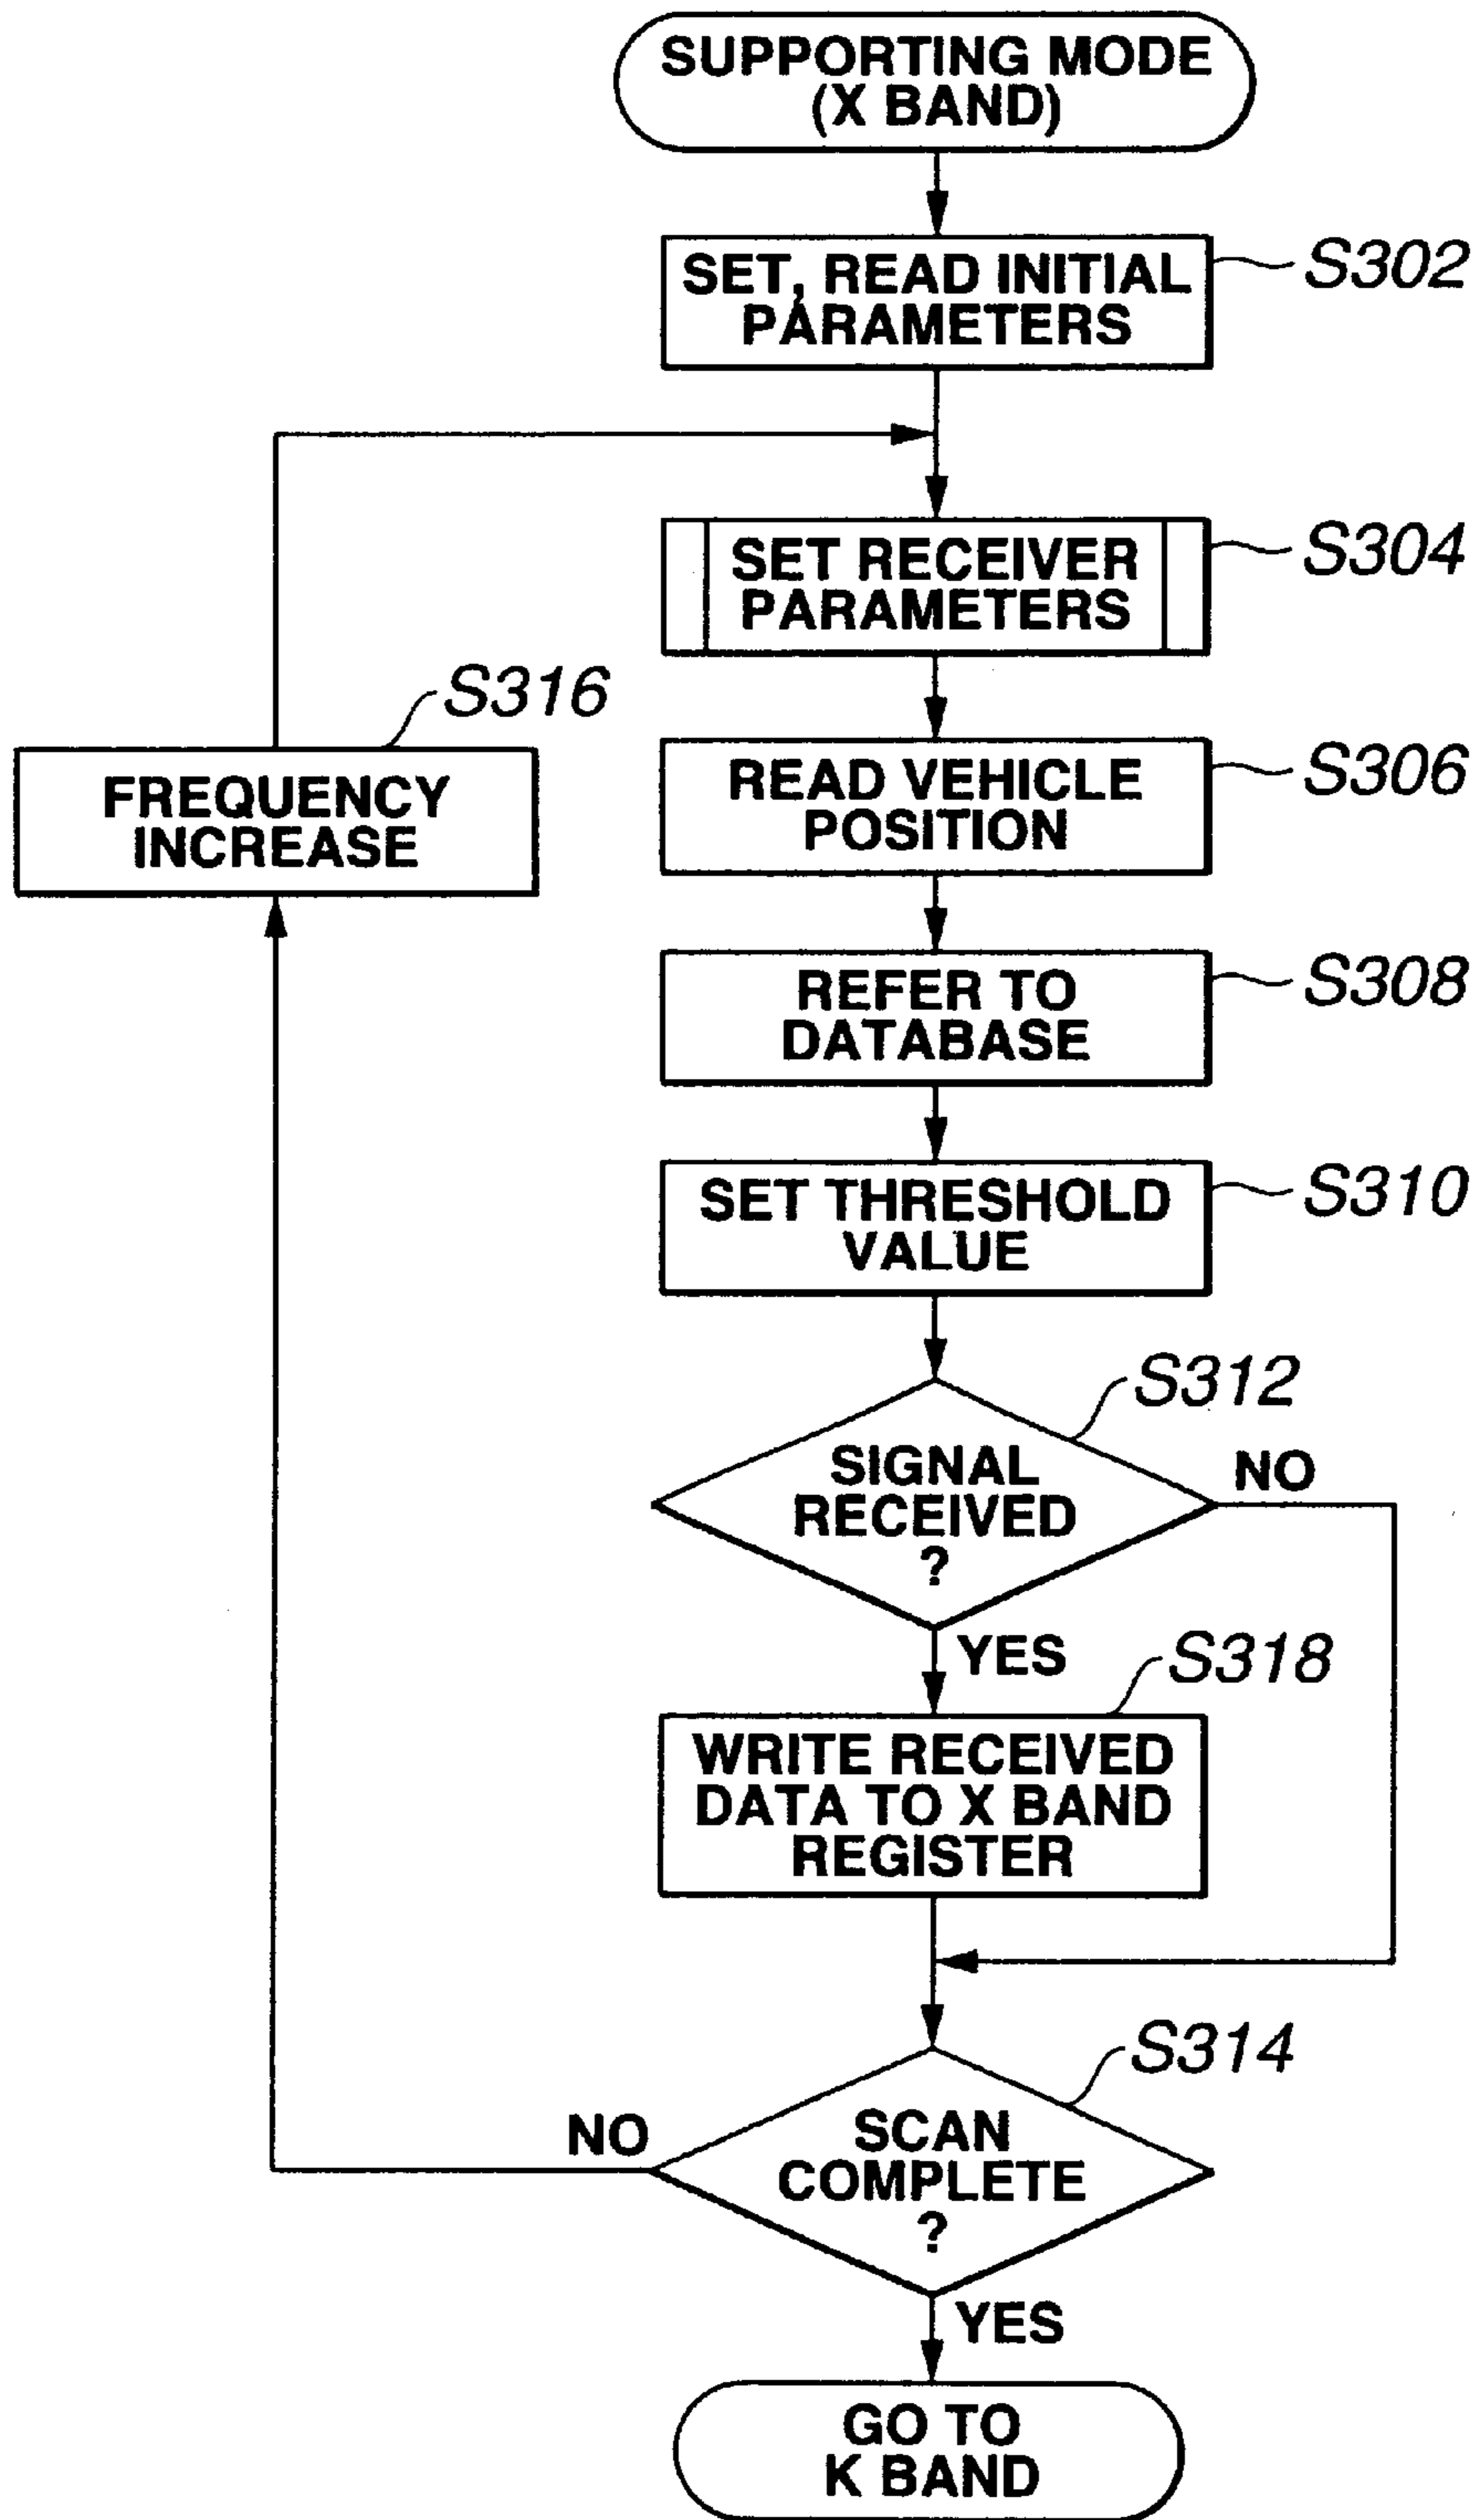 SUPPORTING MODE
(X BAND)
SET, READ INITIAL
PARAMETERS
S302
SET RECEIVER
PARAMETERS
S304
S316
FREQUENCY
INCREASE
READ VEHICLE
POSITION
S306
REFER TO
DATABASE
S308
SET THRESHOLD
VALUE
S310
S312
SIGNAL
RECEIVED
?
NO
YES
S318
WRITE RECEIVED
DATA TO X BAND
REGISTER
S314
SCAN
COMPLETE
?
NO
YES
GO TO
K BAND